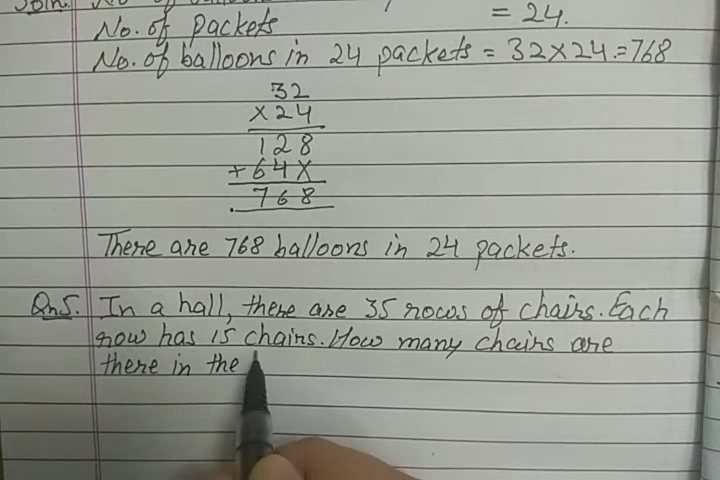 = 24.
No. of packets
No. of balloons in 24 packets = 32×24.=768
32
×24
128
+64×
768
There are 768 balloons in 24 packets.
Qn5. In a hall, there are 35 rows of chairs. Each
row has 15 chairs. How many chairs are
there in the